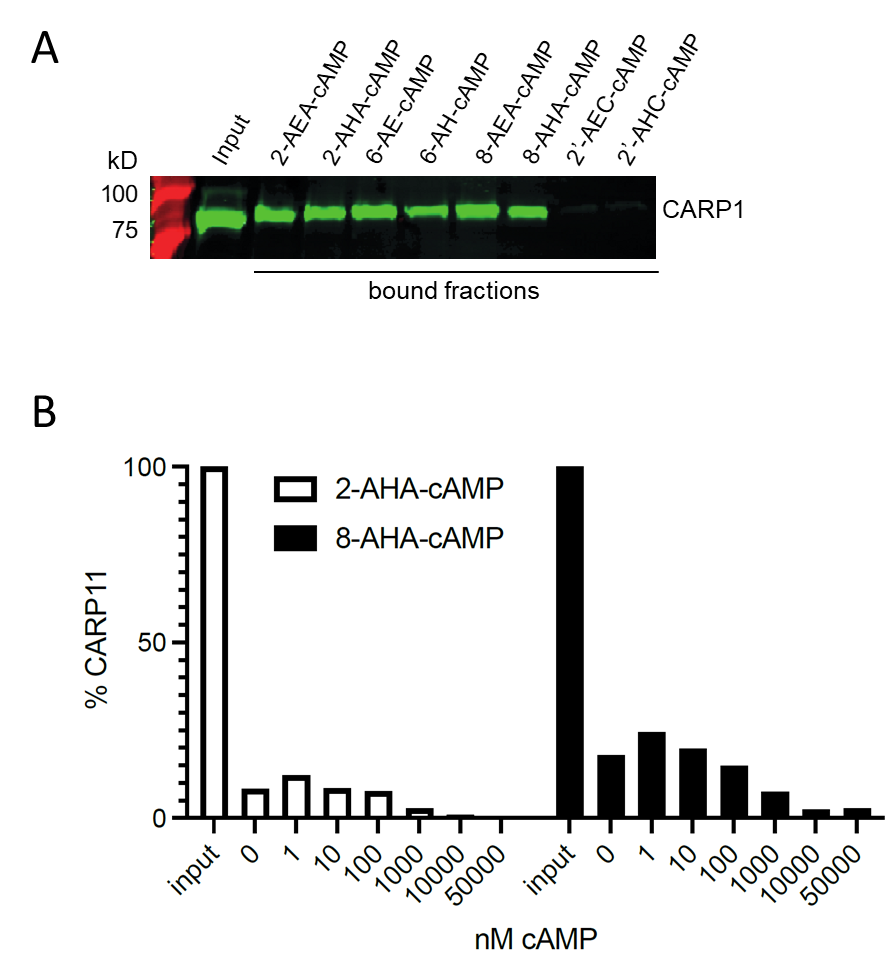 A
kD
Input
2-AEA-cAMP
2-AHA-cAMP
6-AE-cAMP
6-AH-cAMP
8-AEA-cAMP
8-AHA-cAMP
2'-AEC-cAMP
2'-AHC-cAMP
100
75
CARP1
bound fractions
B
% CARP11
100
50
0
2-AHA-cAMP
8-AHA-cAMP
input 0 1 10 100 1000 10000 50000 input 0 1 10 100 1000 10000 50000
nM cAMP